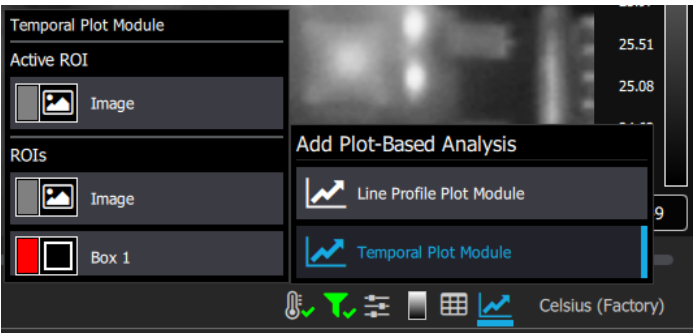 Temporal Plot Module
Active ROI
Image
ROIs
Image
Box 1
25.51
25.08
Add Plot-Based Analysis
Line Profile Plot Module
Temporal Plot Module
9
Celsius (Factory)